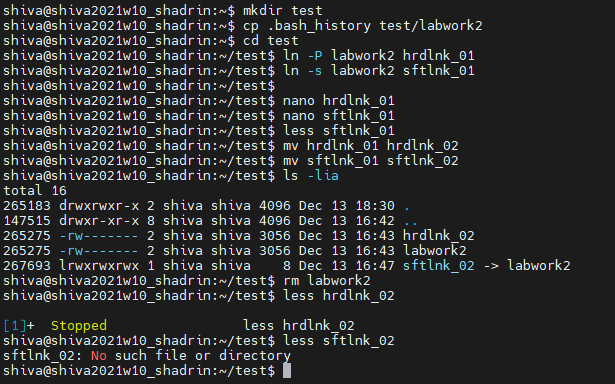 shiva@shiva2021w10_shadrin:~$ mkdir test
shiva@shiva2021w10_shadrin:~$ cp .bash_history test/labwork2
shiva@shiva2021w10_shadrin:~$ cd test
shiva@shiva2021w10_shadrin:~/test$ ln -P labwork2 hrdlnk_01
shiva@shiva2021w10_shadrin:~/test$ ln -s labwork2 sftlnk_01
shiva@shiva2021w10_shadrin:~/test$
shiva@shiva2021w10_shadrin:~/test$ nano hrdlnk_01
shiva@shiva2021w10_shadrin:~/test$ nano sftlnk_01
shiva@shiva2021w10_shadrin:~/test$ less sftlnk_01
shiva@shiva2021w10_shadrin:~/test$ mv hrdlnk_01 hrdlnk_02
shiva@shiva2021w10_shadrin:~/test$ mv sftlnk_01 sftlnk_02
shiva@shiva2021w10_shadrin:~/test$ ls -lia
total 16
265183 drwxrwxr-x 2 shiva shiva 4096 Dec 13 18:30 .
147515 drwxr-xr-x 8 shiva shiva 4096 Dec 13 16:42 ..
265275 -rw------- 2 shiva shiva 3056 Dec 13 16:43 hrdlnk_02
265275 -rw------- 2 shiva shiva 3056 Dec 13 16:43 labwork2
267693 lrwxrwxrwx 1 shiva shiva    8 Dec 13 16:47 sftlnk_02 -> labwork2
shiva@shiva2021w10_shadrin:~/test$ rm labwork2
shiva@shiva2021w10_shadrin:~/test$ less hrdlnk_02
[1]+  Stopped                 less hrdlnk_02
shiva@shiva2021w10_shadrin:~/test$ less sftlnk_02
sftlnk_02: No such file or directory
shiva@shiva2021w10_shadrin:~/test$